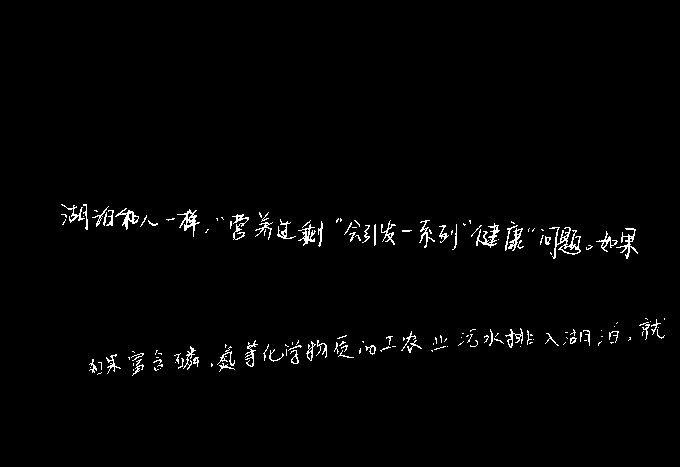 湖泊和人一样，“营养过剩”会引发一系列“健康”问题。如果
如果富含磷、氮等化学物质的工农业污水排入湖泊，就